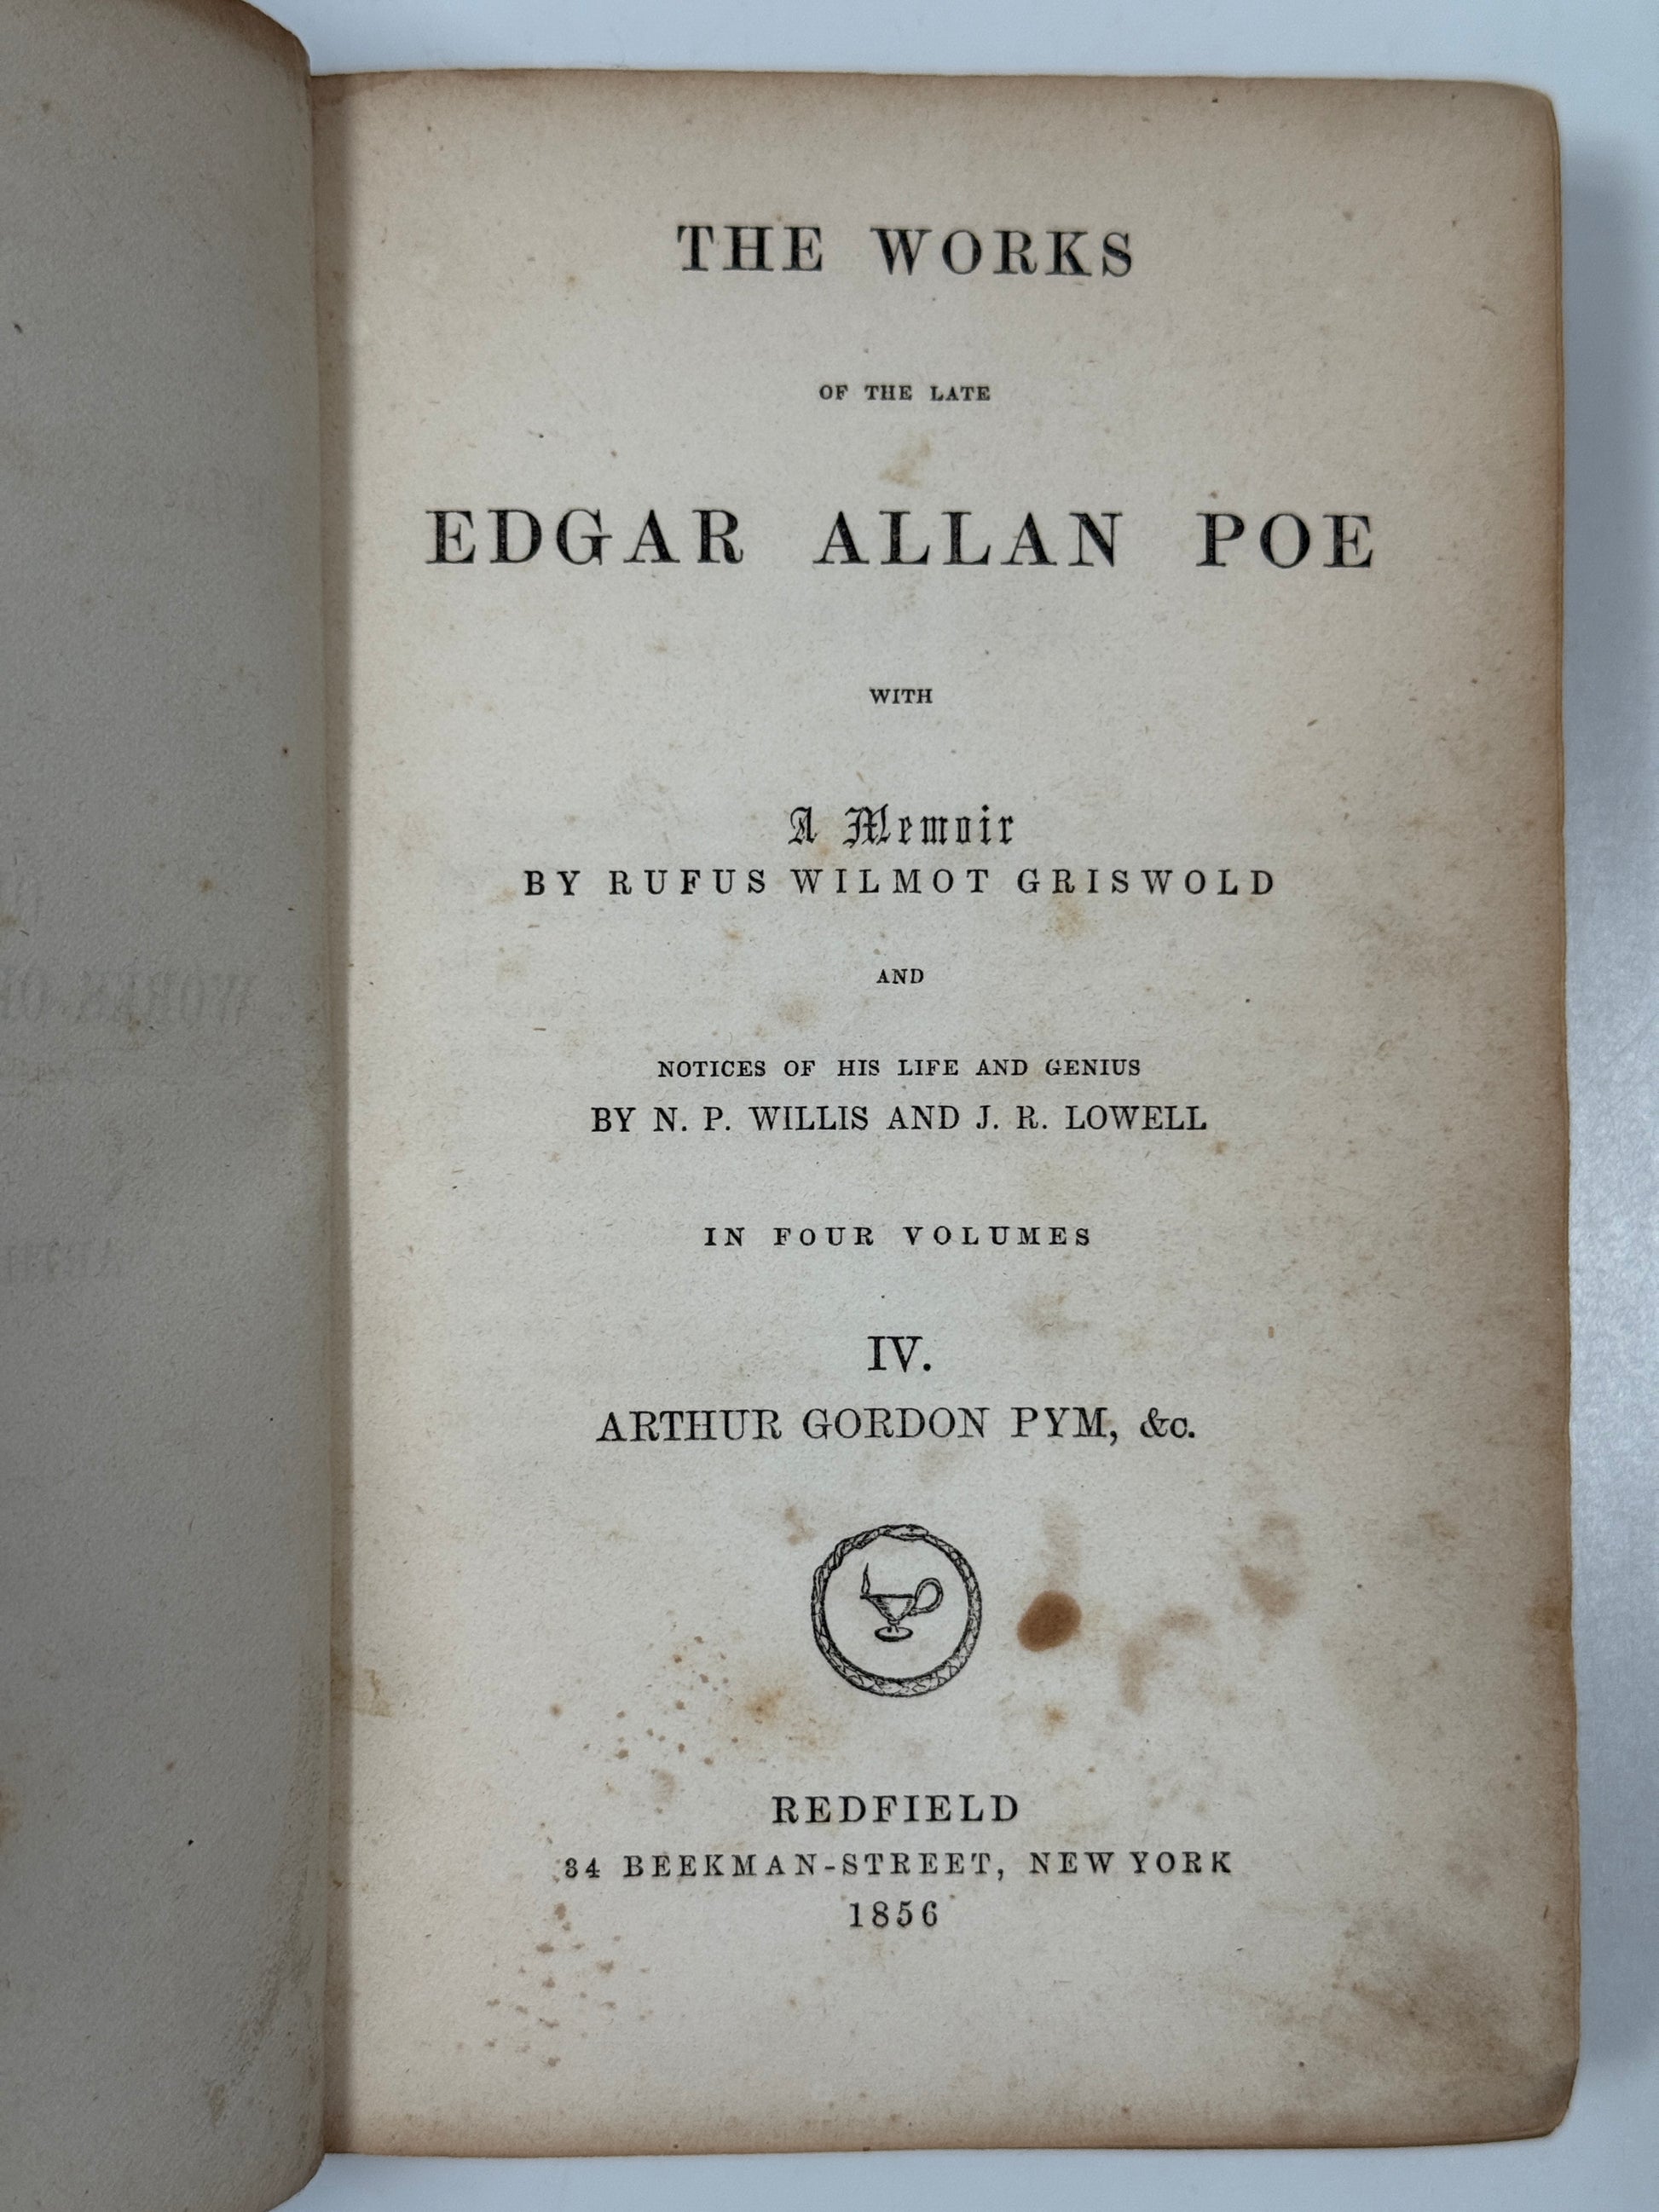 THE WORKS
OF THE LATE
EDGAR ALLAN POE
WITH
A Memoir
BY RUFUS WILMOT GRISWOLD
AND
NOTICES OF HIS LIFE AND GENIUS
BY N. P. WILLIS AND J. R. LOWELL
IN FOUR VOLUMES
IV.
ARTHUR GORDON PYM, &c.
REDFIELD
34 BEEKMAN-STREET, NEW YORK
1856